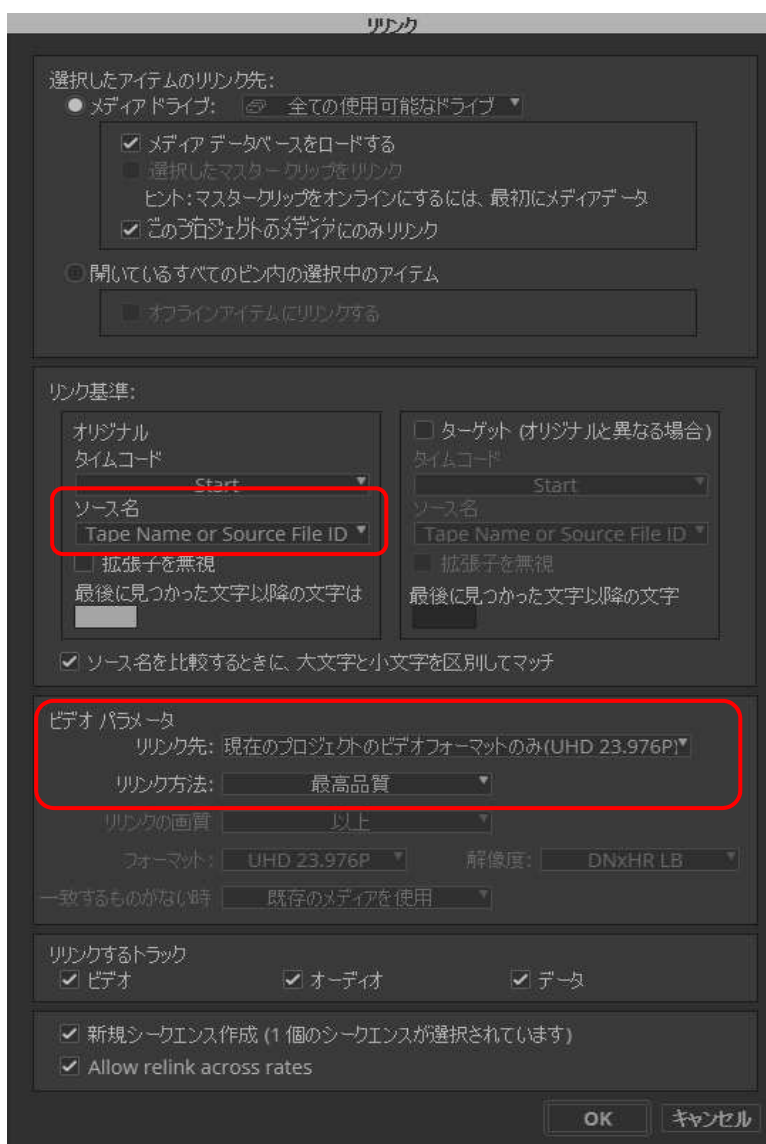 リリンク
選択したアイテムのリリンク先:
メディア ドライブ: 全ての使用可能なドライブ
メディア データベースをロードする
選択したマスター クリップをリリンク
ヒント:マスタークリップをオンラインにするには、最初にメディアデータ
このプロジェクトのメディアにのみリリンク
開いているすべてのビン内の選択中のアイテム
オフラインアイテムにリリンクする
リンク基準:
オリジナル
タイムコード
Start
ソース名
Tape Name or Source File ID
拡張子を無視
最後に見つかった文字以降の文字は
ターゲット (オリジナルと異なる場合)
タイムコード
Start
ソース名
Tape Name or Source File ID
拡張子を無視
最後に見つかった文字以降の文字
ソース名を比較するときに、大文字と小文字を区別してマッチ
ビデオ パラメータ
リリンク先: 現在のプロジェクトのビデオフォーマットのみ(UHD 23.976P)
リリンク方法: 最高品質
リリンクの画質 以上
フォーマット: UHD 23.976P 解像度: DNxHR LB
一致するものがない時 既存のメディアを使用
リリンクするトラック
ビデオ オーディオ データ
新規シークエンス作成 (1 個のシークエンスが選択されています)
Allow relink across rates
OK キャンセル